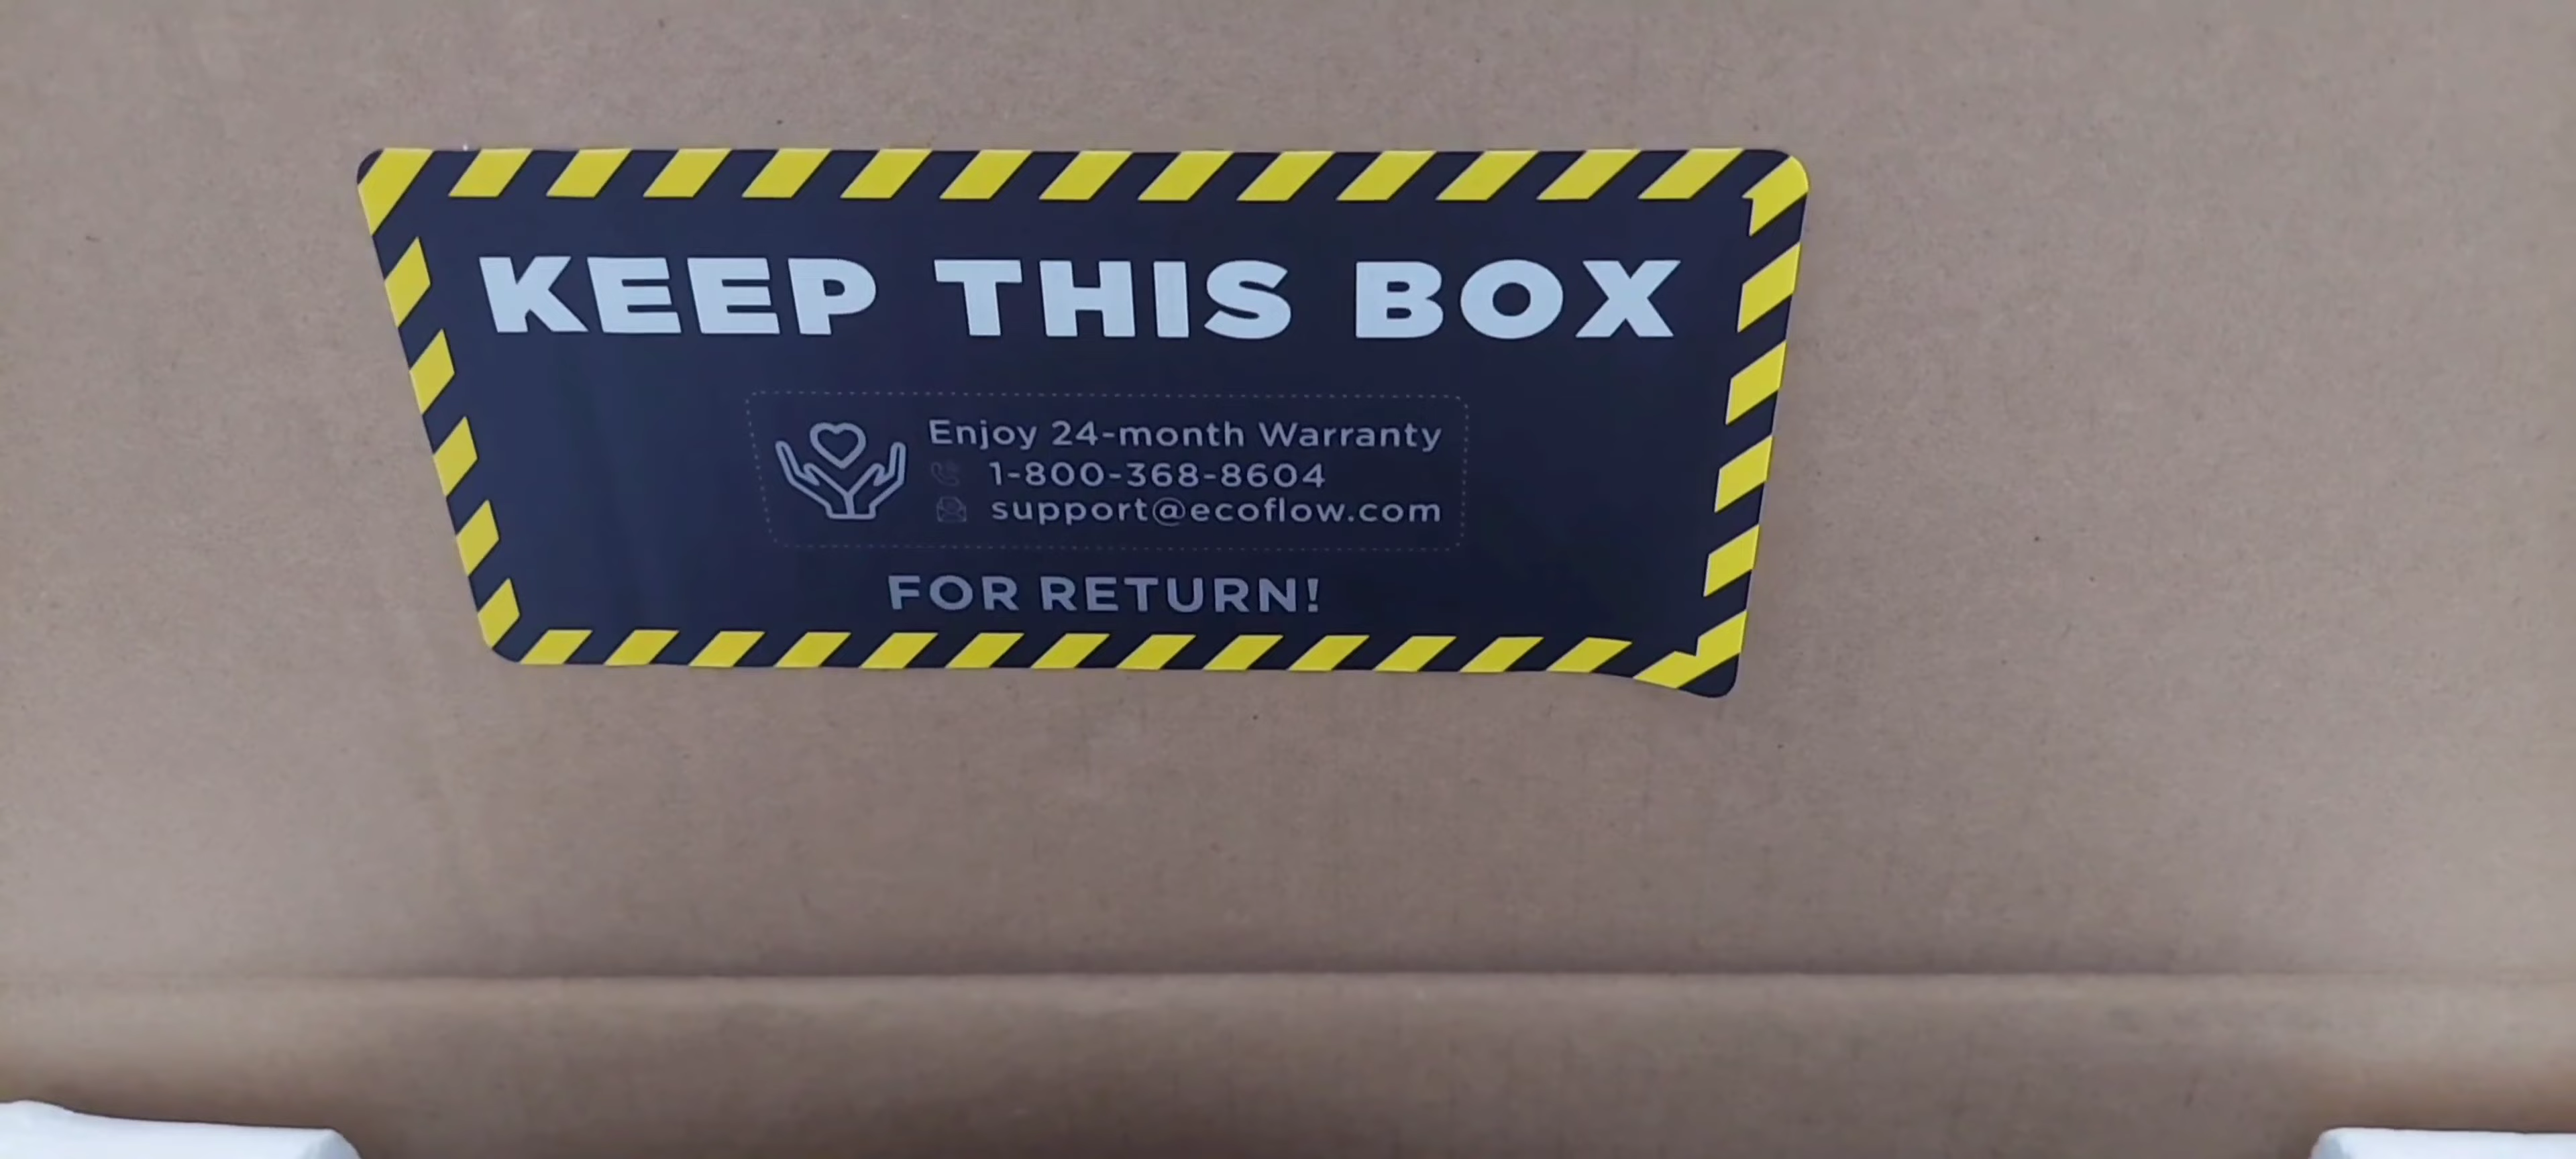 KEEP THIS BOX
Enjoy 24-month Warranty
1-800-368-8604
support@ecoflow.com
FOR RETURN!